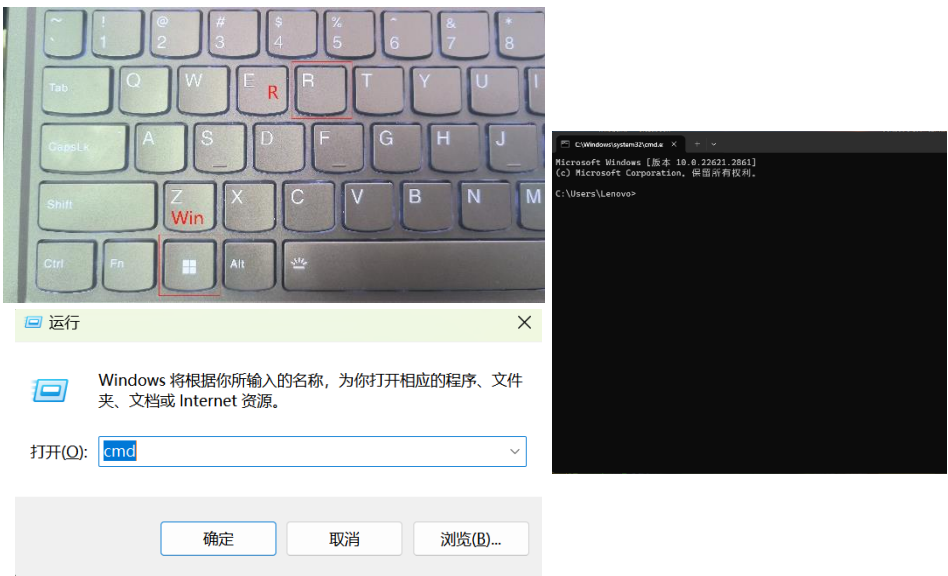 ~ ! @ # $ % ^ & *
` 1 2 3 4 5 6 7 8
Tab Q W E R R T Y U I
CapsLk A S D F G H J
Shift Z X C V B N M
Win
Ctrl Fn Alt
运行
Windows 将根据你所输入的名称，为你打开相应的程序、文件
夹、文档或 Internet 资源。
打开(O): cmd
确定 取消 浏览(B)...
C:\Windows\system32\cmd.e
Microsoft Windows [版本 10.0.22621.2861]
(c) Microsoft Corporation。保留所有权利。
C:\Users\Lenovo>